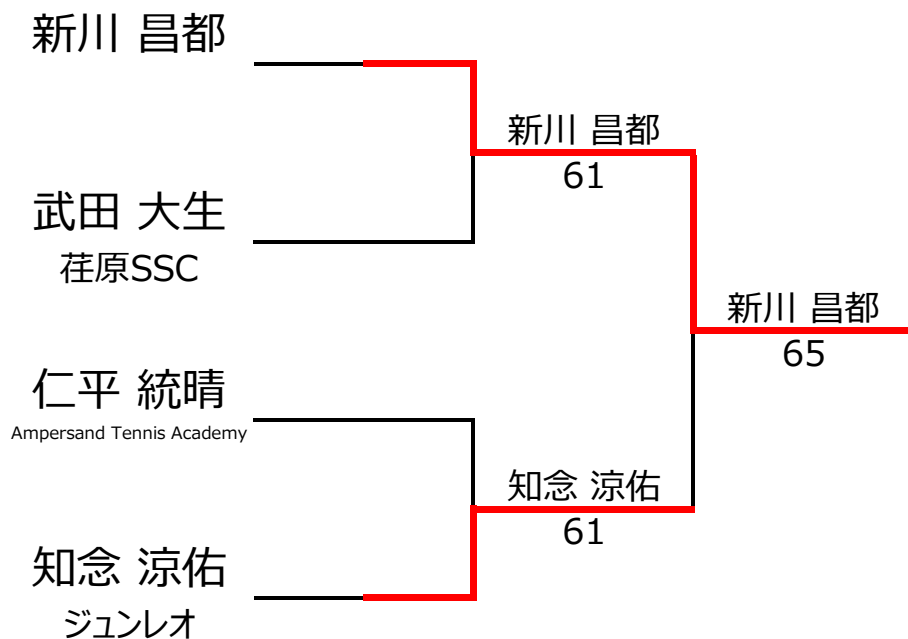 新川 昌都
武田 大生
荏原SSC
仁平 統晴
Ampersand Tennis Academy
知念 涼佑
ジュンレオ
新川 昌都
61
知念 涼佑
61
新川 昌都
65